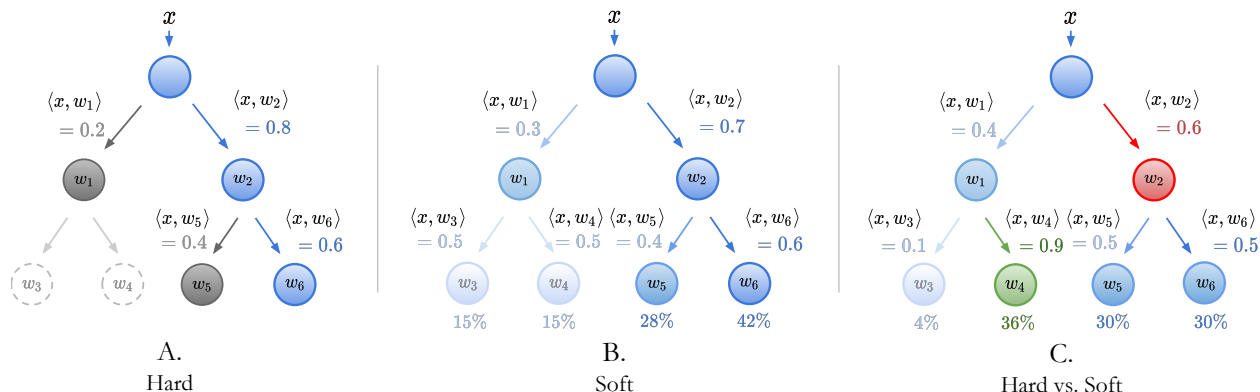 x
⟨x, w₁⟩
= 0.2
⟨x, w₂⟩
= 0.8
w₁
w₂
⟨x, w₅⟩
= 0.4
⟨x, w₆⟩
= 0.6
w₃
w₄
w₅
w₆
A.
Hard
x
⟨x, w₁⟩
= 0.3
⟨x, w₂⟩
= 0.7
w₁
w₂
⟨x, w₃⟩
= 0.5
⟨x, w₄⟩
= 0.5
⟨x, w₅⟩
= 0.4
⟨x, w₆⟩
= 0.6
w₃
w₄
w₅
w₆
15%
15%
28%
42%
B.
Soft
x
⟨x, w₁⟩
= 0.4
⟨x, w₂⟩
= 0.6
w₁
w₂
⟨x, w₃⟩
= 0.1
⟨x, w₄⟩
= 0.9
⟨x, w₅⟩
= 0.5
⟨x, w₆⟩
= 0.5
w₃
w₄
w₅
w₆
4%
36%
30%
30%
C.
Hard vs. Soft